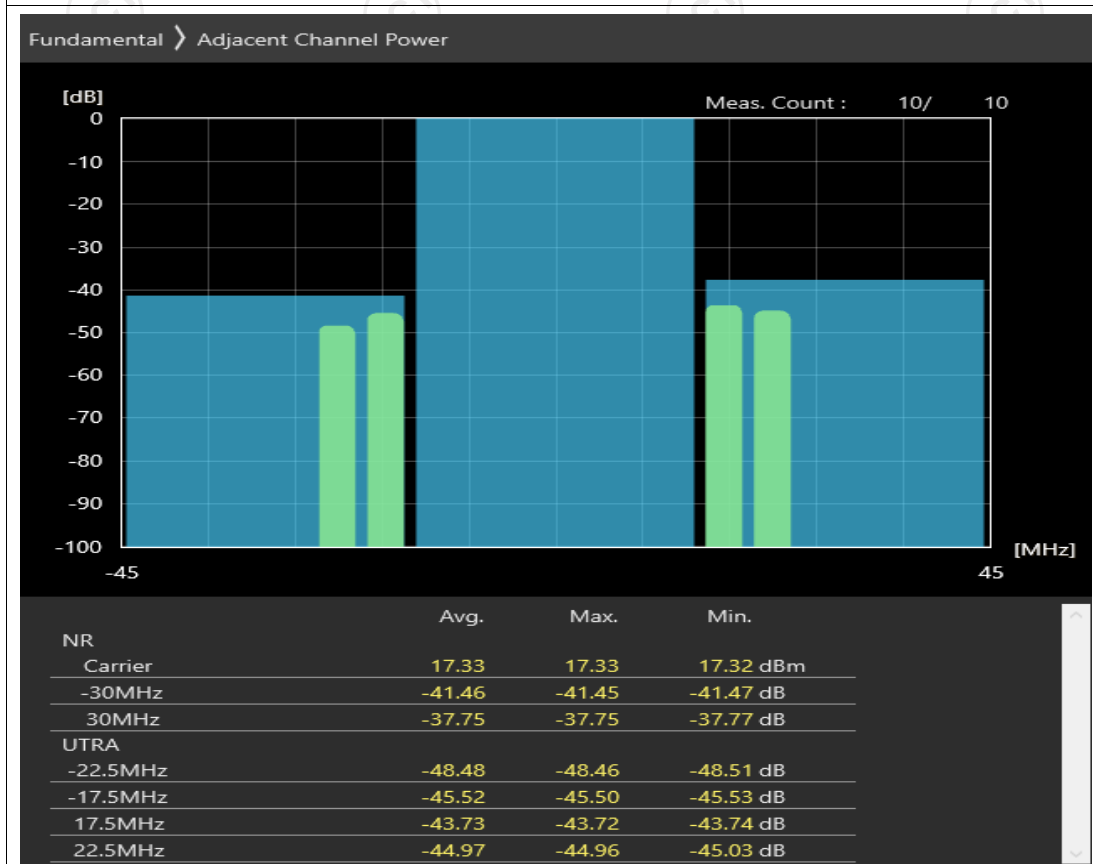 Fundamental 〉 Adjacent Channel Power
[dB]
Meas. Count : 10/ 10
0
-10
-20
-30
-40
-50
-60
-70
-80
-90
-100
[MHz]
-45 45
Avg. Max. Min.
NR
Carrier 17.33 17.33 17.32 dBm
-30MHz -41.46 -41.45 -41.47 dB
30MHz -37.75 -37.75 -37.77 dB
UTRA
-22.5MHz -48.48 -48.46 -48.51 dB
-17.5MHz -45.52 -45.50 -45.53 dB
17.5MHz -43.73 -43.72 -43.74 dB
22.5MHz -44.97 -44.96 -45.03 dB